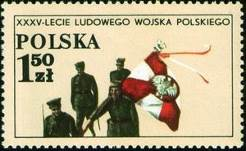 XXXV-LECIE LUDOWEGO WOJSKA POLSKIEGO
POLSKA
1.50 zł